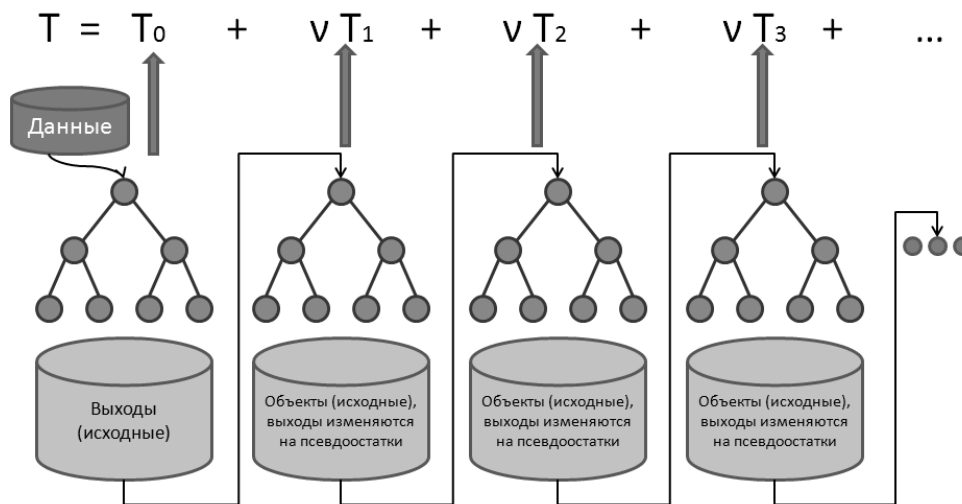 T = T₀ + ν T₁ + ν T₂ + ν T₃ + ...
Данные
Выходы
(исходные)
Объекты (исходные),
выходы изменяются
на псевдоостатки
Объекты (исходные),
выходы изменяются
на псевдоостатки
Объекты (исходные),
выходы изменяются
на псевдоостатки